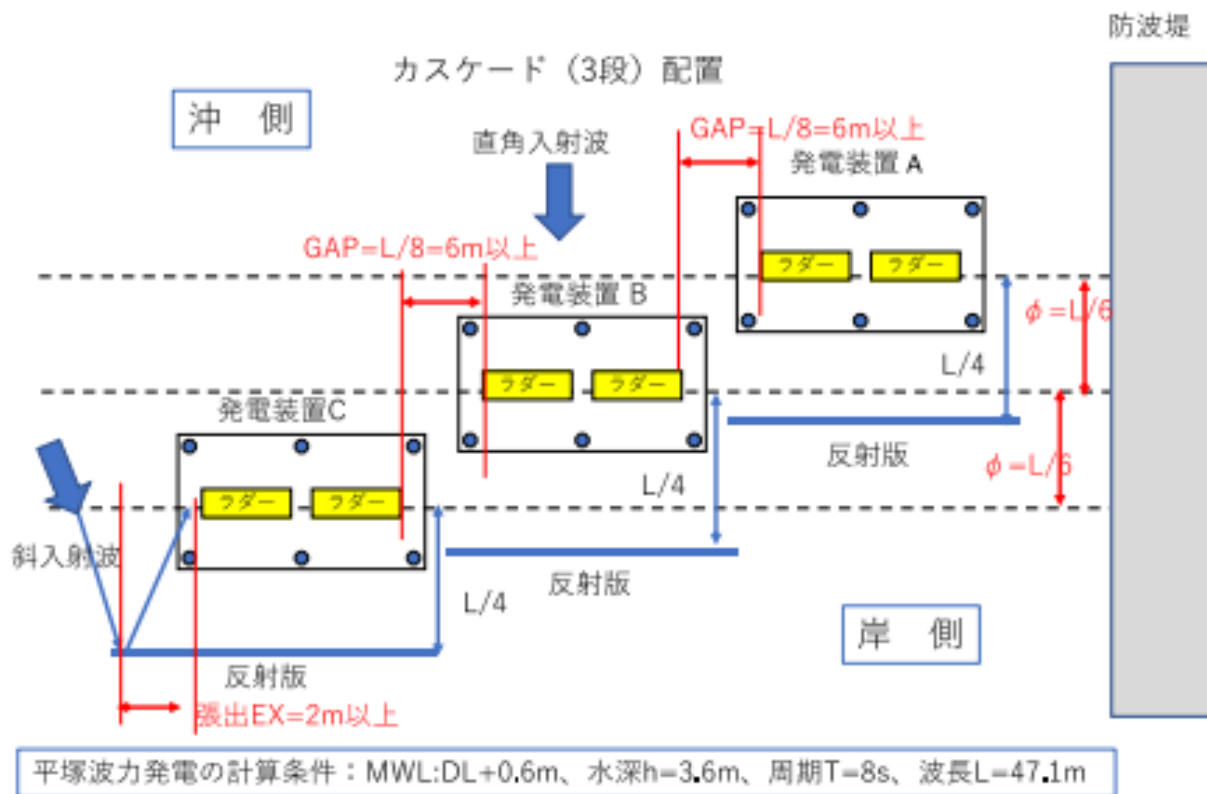 防波堤
カスケード（3段）配置
沖　側
直角入射波
GAP=L/8=6m以上
発電装置 A
ラダー
ラダー
GAP=L/8=6m以上
発電装置 B
φ=L/6
L/4
ラダー
ラダー
発電装置C
反射版
φ=L/6
L/4
ラダー
ラダー
斜入射波
反射版
L/4
岸　側
反射版
張出EX=2m以上
平塚波力発電の計算条件：MWL:DL+0.6m、水深h=3.6m、周期T=8s、波長L=47.1m